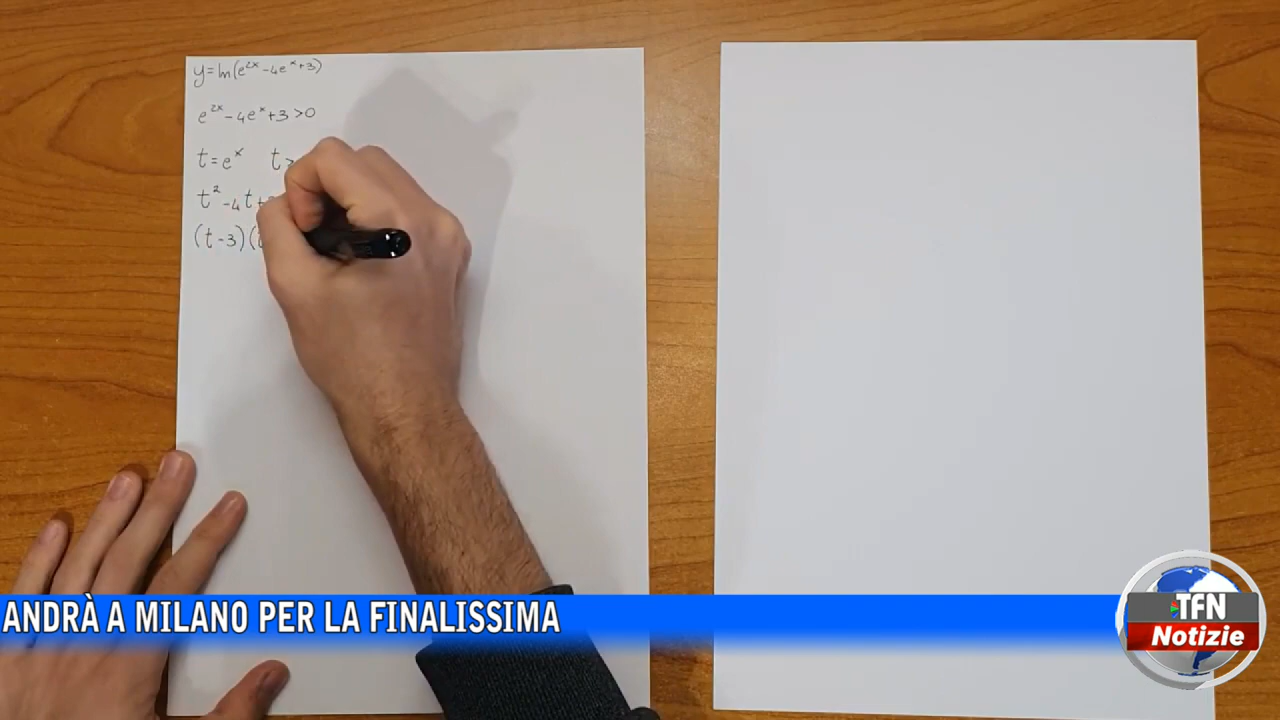 y=ln(e^2x-4e^x+3)
e^2x-4e^x+3>0
t=e^x t>
t^2-4t+
(t-3)(
ANDRÀ A MILANO PER LA FINALISSIMA
TFN
Notizie